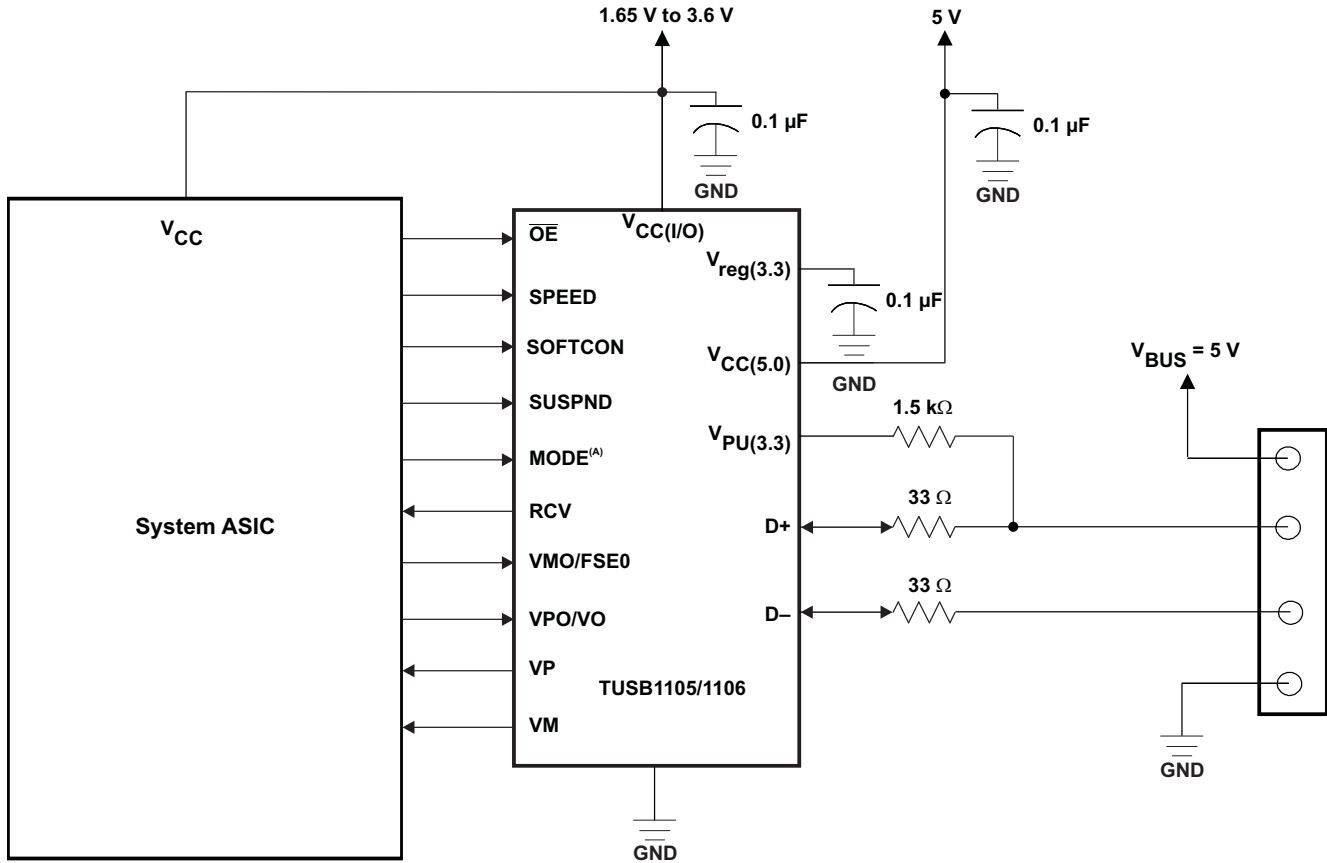 1.65 V to 3.6 V
5 V
0.1 µF
GND
0.1 µF
GND
VCC
System ASIC
VCC(I/O)
OE
SPEED
SOFTCON
SUSPND
MODE(A)
RCV
VMO/FSE0
VPO/VO
VP
VM
TUSB1105/1106
GND
Vreg(3.3)
0.1 µF
GND
VCC(5.0)
VPU(3.3)
1.5 kΩ
D+
33 Ω
D–
33 Ω
VBUS = 5 V
GND